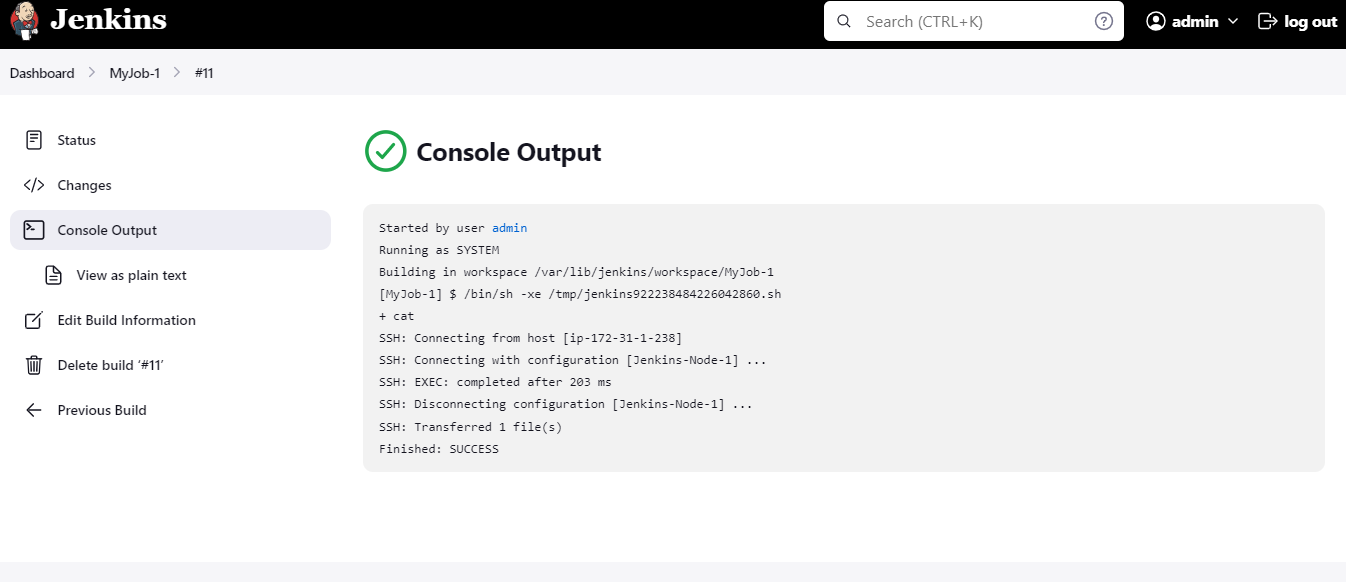 Jenkins
Search (CTRL+K)
?
admin
log out
Dashboard
MyJob-1
#11
Status
Changes
Console Output
View as plain text
Edit Build Information
Delete build ‘#11’
Previous Build
Console Output
Started by user admin
Running as SYSTEM
Building in workspace /var/lib/jenkins/workspace/MyJob-1
[MyJob-1] $ /bin/sh -xe /tmp/jenkins922238484226042860.sh
+ cat
SSH: Connecting from host [ip-172-31-1-238]
SSH: Connecting with configuration [Jenkins-Node-1] ...
SSH: EXEC: completed after 203 ms
SSH: Disconnecting configuration [Jenkins-Node-1] ...
SSH: Transferred 1 file(s)
Finished: SUCCESS